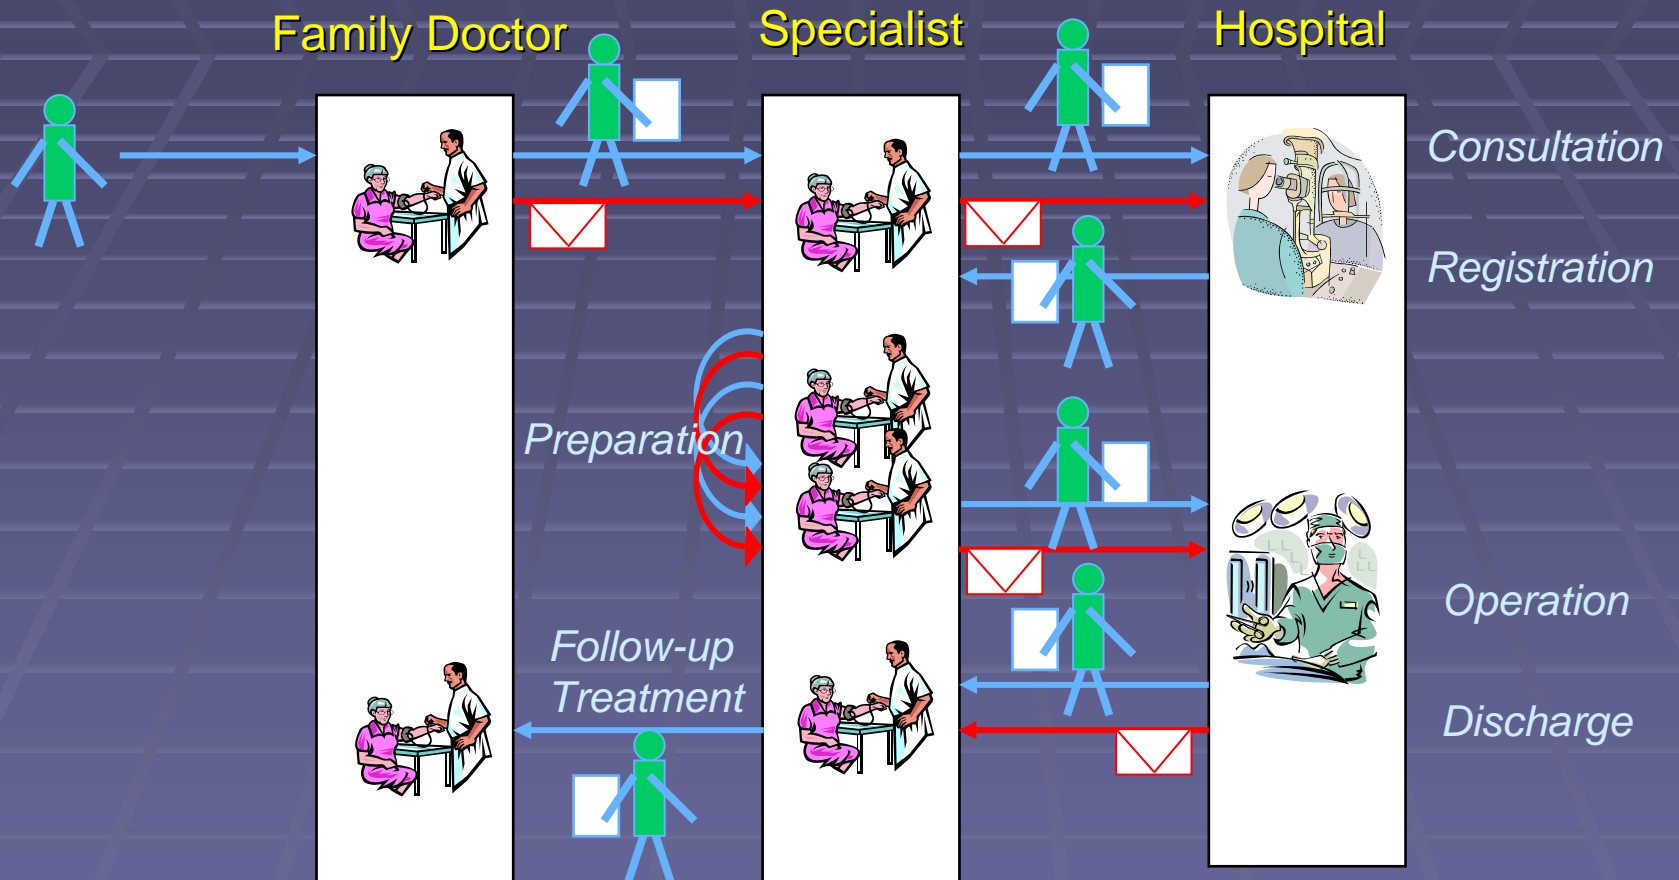 Family Doctor
Specialist
Hospital
Consultation
Registration
Preparation
Operation
Follow-up
Treatment
Discharge